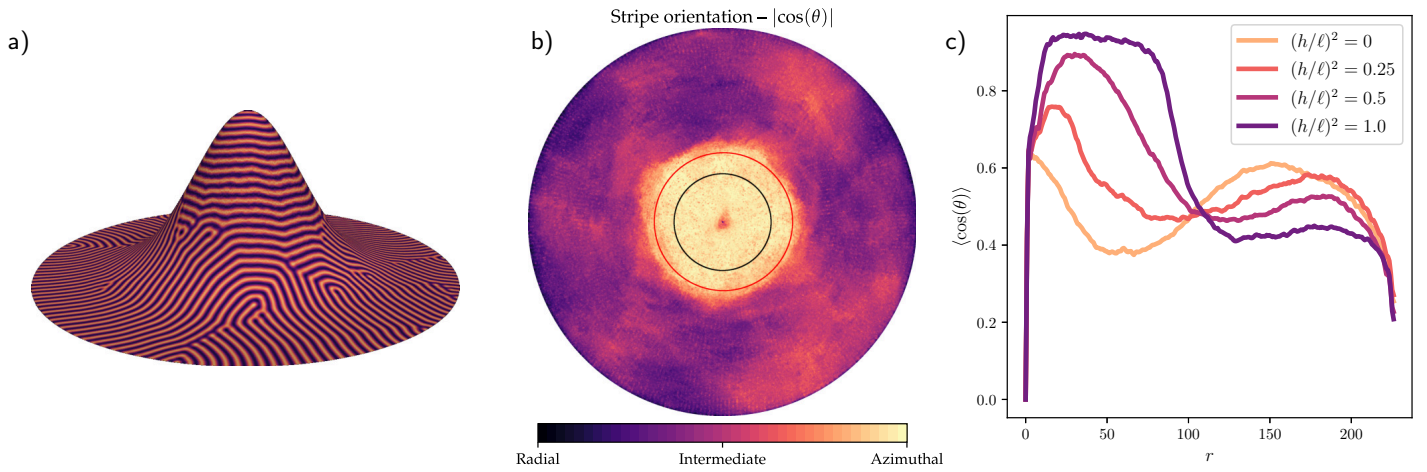 a)
b)
Stripe orientation – |cos(θ)|
Radial
Intermediate
Azimuthal
c)
(h/ℓ)² = 0
(h/ℓ)² = 0.25
(h/ℓ)² = 0.5
(h/ℓ)² = 1.0
⟨cos(θ)⟩
0.8
0.6
0.4
0.2
0.0
0
50
100
150
200
r